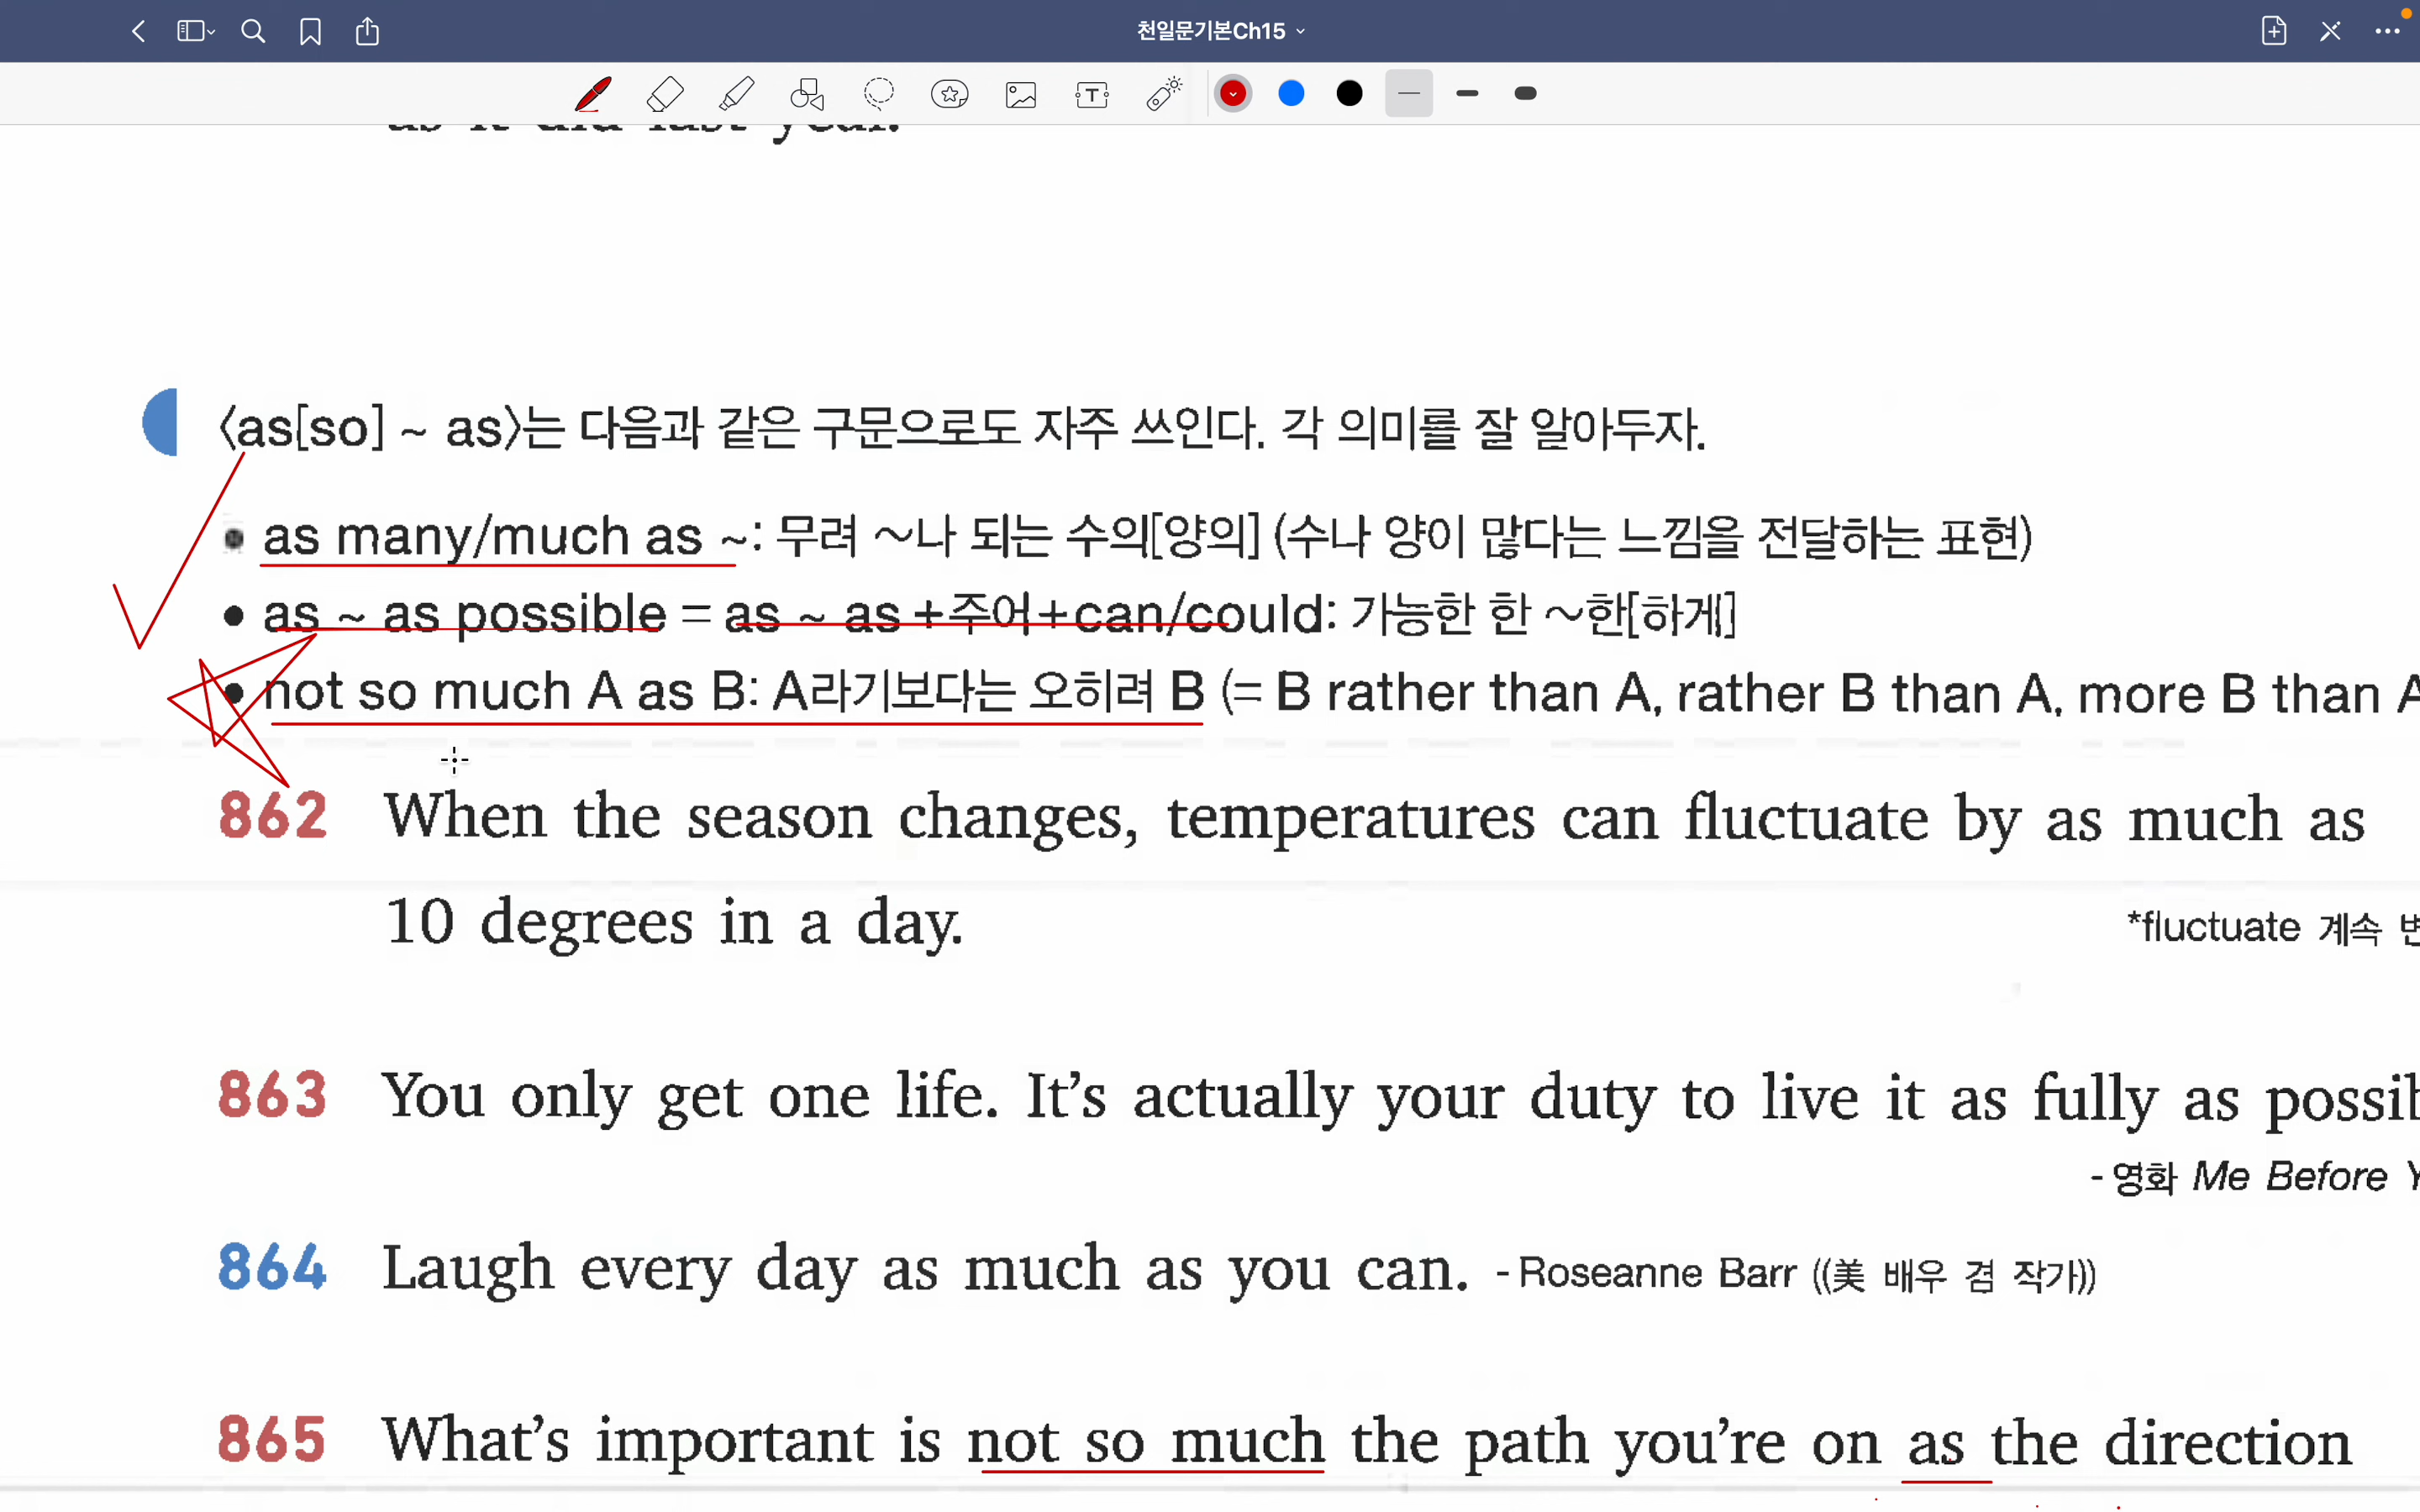 천일문기본Ch15
as it did last year.
〈as[so] ~ as〉는 다음과 같은 구문으로도 자주 쓰인다. 각 의미를 잘 알아두자.
• as many/much as ~: 무려 ~나 되는 수의[양의] (수나 양이 많다는 느낌을 전달하는 표현)
• as ~ as possible = as ~ as +주어+can/could: 가능한 한 ~한[하게]
• not so much A as B: A라기보다는 오히려 B (= B rather than A, rather B than A, more B than A
862 When the season changes, temperatures can fluctuate by as much as
10 degrees in a day.
*fluctuate 계속
863 You only get one life. It's actually your duty to live it as fully as
- 영화 Me Before
864 Laugh every day as much as you can. - Roseanne Barr ((美 배우 겸 작가))
865 What's important is not so much the path you're on as the direction